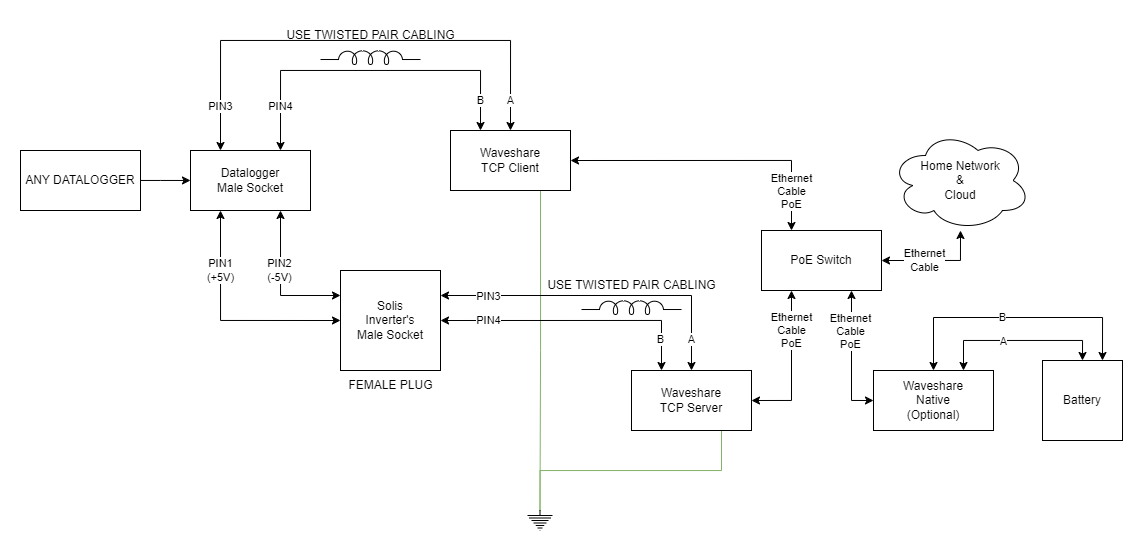 USE TWISTED PAIR CABLING
PIN3
PIN4
B
A
ANY DATALOGGER
Datalogger
Male Socket
Waveshare
TCP Client
Home Network
&
Cloud
Ethernet
Cable
PoE
PoE Switch
Ethernet
Cable
PIN1
(+5V)
PIN2
(-5V)
Solis
Inverter's
Male Socket
FEMALE PLUG
USE TWISTED PAIR CABLING
PIN3
PIN4
B
A
Ethernet
Cable
PoE
Ethernet
Cable
PoE
B
A
Waveshare
TCP Server
Waveshare
Native
(Optional)
Battery